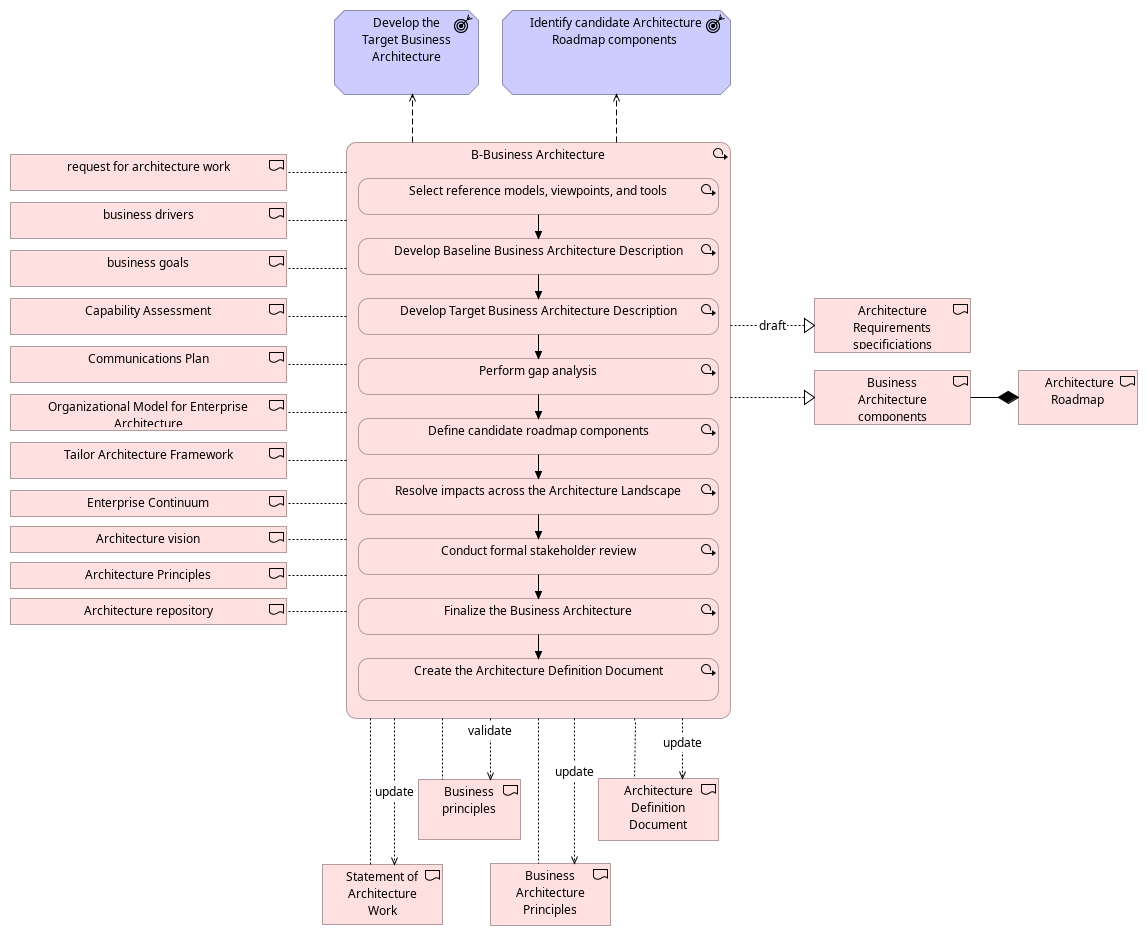 Develop the
Target Business
Architecture
Identify candidate Architecture
Roadmap components
request for architecture work
business drivers
business goals
Capability Assessment
Communications Plan
Organizational Model for Enterprise
Architecture
Tailor Architecture Framework
Enterprise Continuum
Architecture vision
Architecture Principles
Architecture repository
B-Business Architecture
Select reference models, viewpoints, and tools
Develop Baseline Business Architecture Description
Develop Target Business Architecture Description
Perform gap analysis
Define candidate roadmap components
Resolve impacts across the Architecture Landscape
Conduct formal stakeholder review
Finalize the Business Architecture
Create the Architecture Definition Document
draft
Architecture
Requirements
specificiations
Business
Architecture
components
Architecture
Roadmap
validate
update
update
update
Business
principles
Architecture
Definition
Document
Statement of
Architecture
Work
Business
Architecture
Principles